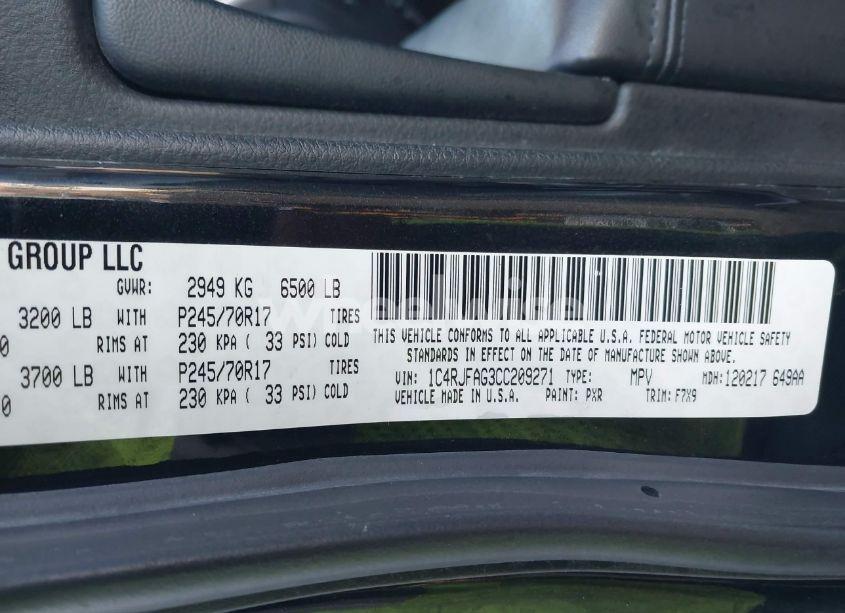 GROUP LLC
GVWR: 2949 KG 6500 LB
3200 LB WITH P245/70R17 TIRES
0 RIMS AT 230 KPA ( 33 PSI) COLD
3700 LB WITH P245/70R17 TIRES
0 RIMS AT 230 KPA ( 33 PSI) COLD
THIS VEHICLE CONFORMS TO ALL APPLICABLE U.S.A. FEDERAL MOTOR VEHICLE SAFETY
STANDARDS IN EFFECT ON THE DATE OF MANUFACTURE SHOWN ABOVE.
VIN: 1C4RJFAG3CC209271 TYPE: MPV MDH: 120217 649AA
VEHICLE MADE IN U.S.A. PAINT: PXR TRIM: F7X9